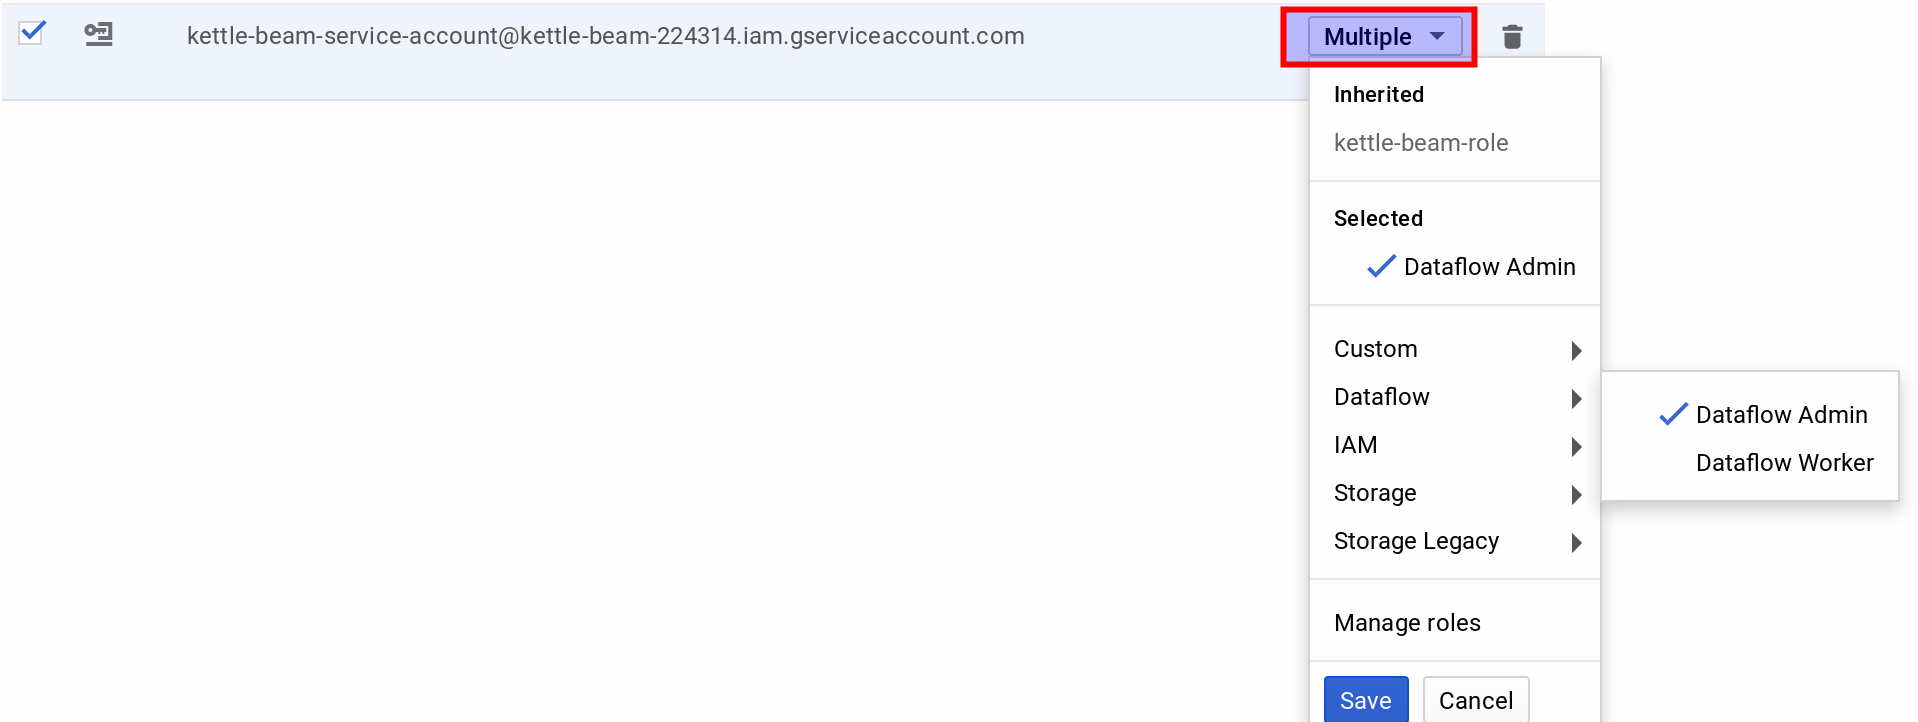 kettle-beam-service-account@kettle-beam-224314.iam.gserviceaccount.com
Multiple
Inherited
kettle-beam-role
Selected
Dataflow Admin
Custom
Dataflow
IAM
Storage
Storage Legacy
Dataflow Admin
Dataflow Worker
Manage roles
Save
Cancel